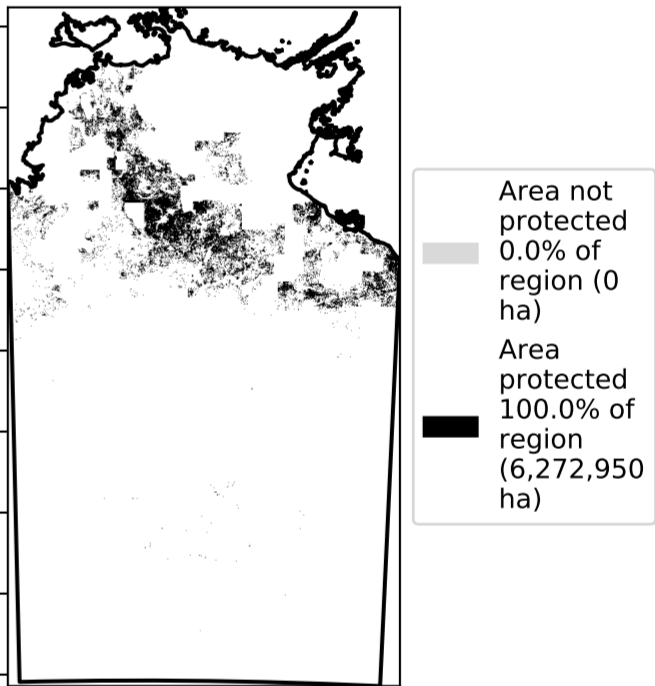 Area not
protected
0.0% of
region (0
ha)
Area
protected
100.0% of
region
(6,272,950
ha)